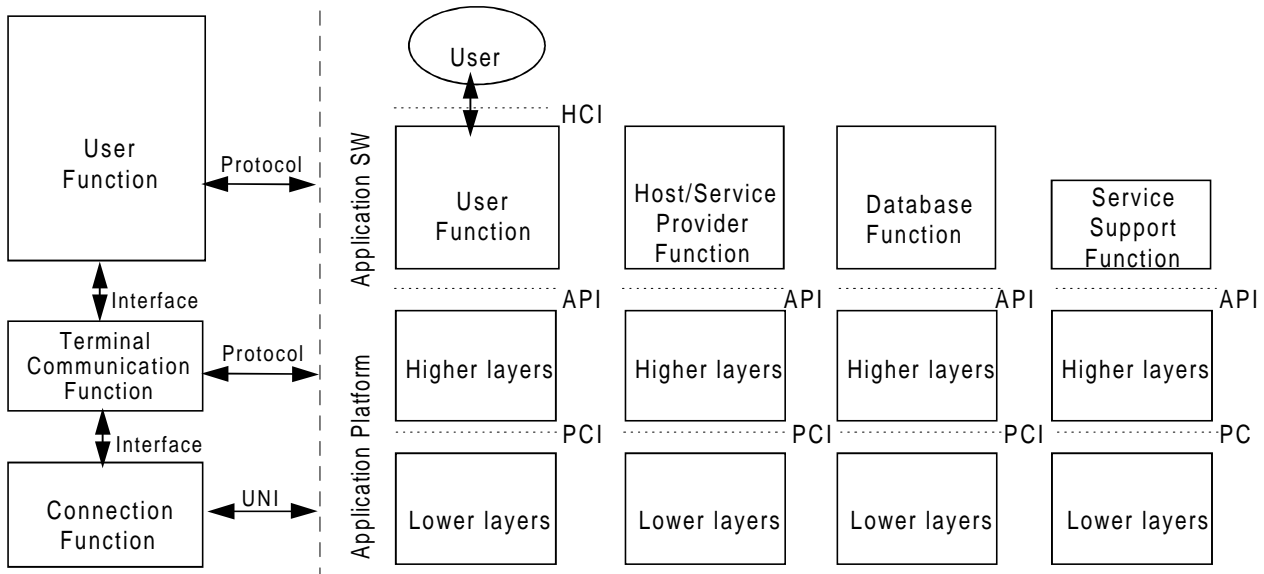 User
Function
Protocol
Interface
Terminal
Communication
Function
Protocol
Interface
Connection
Function
UNI
Application SW
Application Platform
User
HCI
User
Function
Host/Service
Provider
Function
Database
Function
Service
Support
Function
API
API
API
API
Higher layers
Higher layers
Higher layers
Higher layers
PCI
PCI
PCI
PC
Lower layers
Lower layers
Lower layers
Lower layers